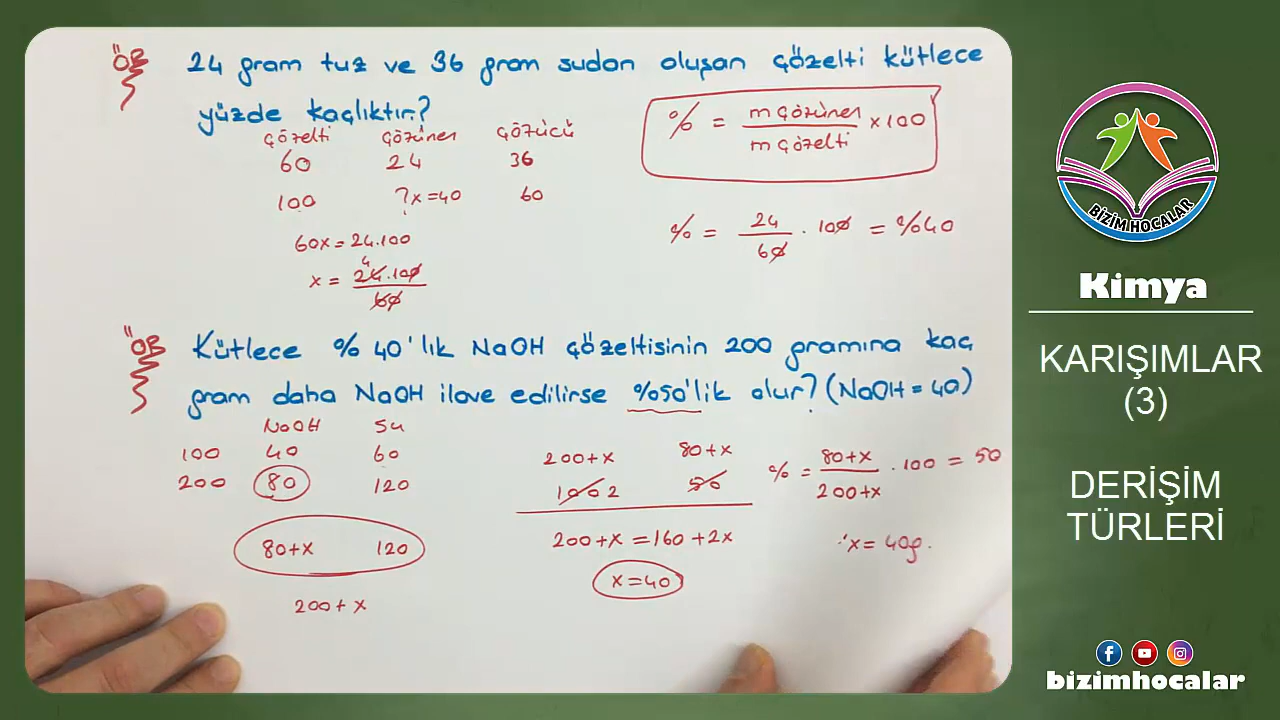 ÖR 24 gram tuz ve 36 gram sudan oluşan çözelti kütlece
yüzde kaçlıktır?
% = m çözünen / m çözelti x 100
çözelti çözünen çözücü
60 24 36
100 ? x = 40 60
60x = 24.100
x = 24.100 / 60
4
% = 24 / 60 . 100 = %40
ÖR Kütlece % 40'lık NaOH çözeltisinin 200 gramına kaç
gram daha NaOH ilave edilirse %50'lik olur? (NaOH = 40)
NaOH Su
100 40 60
200 80 120
80+x 120
200+x
200+x 80+x
100 2 50
200+x = 160+2x
x = 40
% = 80+x / 200+x . 100 = 50
x = 40g.
BİZİM HOCALAR
Kimya
KARIŞIMLAR
(3)
DERİŞİM
TÜRLERİ
bizimhocalar